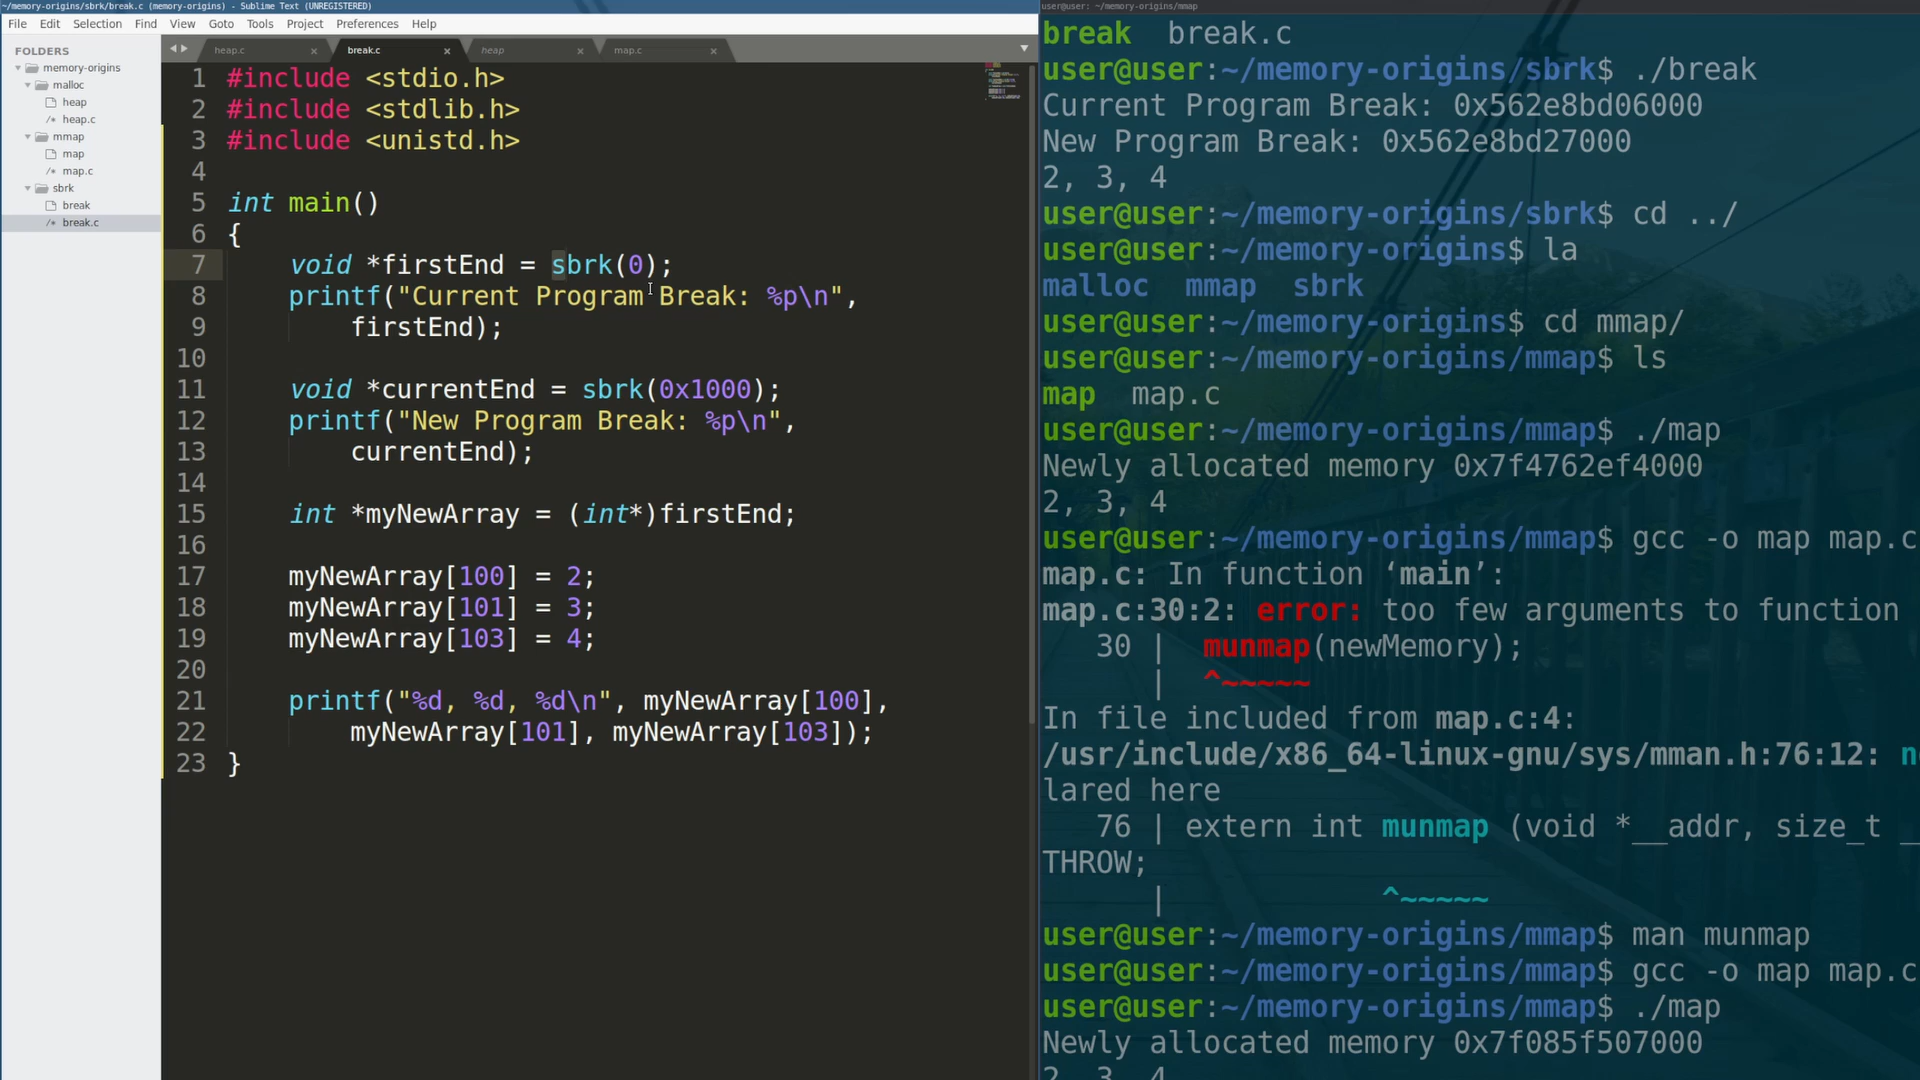 ~/memory-origins/sbrk/break.c (memory-origins) - Sublime Text (UNREGISTERED)
File Edit Selection Find View Goto Tools Project Preferences Help
FOLDERS
memory-origins
malloc
heap
/* heap.c
mmap
map
/* map.c
sbrk
break
/* break.c
heap.c × break.c × heap × map.c ×
1 #include <stdio.h>
2 #include <stdlib.h>
3 #include <unistd.h>
4
5 int main()
6 {
7 void *firstEnd = sbrk(0);
8 printf("Current Program Break: %p\n",
9 firstEnd);
10
11 void *currentEnd = sbrk(0x1000);
12 printf("New Program Break: %p\n",
13 currentEnd);
14
15 int *myNewArray = (int*)firstEnd;
16
17 myNewArray[100] = 2;
18 myNewArray[101] = 3;
19 myNewArray[103] = 4;
20
21 printf("%d, %d, %d\n", myNewArray[100],
22 myNewArray[101], myNewArray[103]);
23 }
user@user: ~/memory-origins/mmap
break break.c
user@user:~/memory-origins/sbrk$ ./break
Current Program Break: 0x562e8bd06000
New Program Break: 0x562e8bd27000
2, 3, 4
user@user:~/memory-origins/sbrk$ cd ../
user@user:~/memory-origins$ la
malloc mmap sbrk
user@user:~/memory-origins$ cd mmap/
user@user:~/memory-origins/mmap$ ls
map map.c
user@user:~/memory-origins/mmap$ ./map
Newly allocated memory 0x7f4762ef4000
2, 3, 4
user@user:~/memory-origins/mmap$ gcc -o map map.c
map.c: In function ‘main’:
map.c:30:2: error: too few arguments to function
30 | munmap(newMemory);
| ^~~~~~
In file included from map.c:4:
/usr/include/x86_64-linux-gnu/sys/mman.h:76:12: n
lared here
76 | extern int munmap (void *__addr, size_t __
THROW;
| ^~~~~~
user@user:~/memory-origins/mmap$ man munmap
user@user:~/memory-origins/mmap$ gcc -o map map.c
user@user:~/memory-origins/mmap$ ./map
Newly allocated memory 0x7f085f507000
2, 3, 4